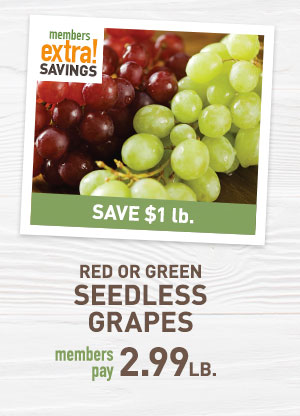 members
extra!
SAVINGS
SAVE $1 lb.
RED OR GREEN
SEEDLESS
GRAPES
members
pay 2.99LB.